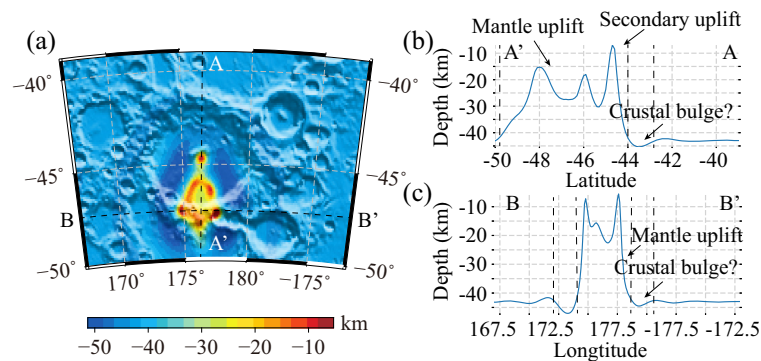 (a)
A
A'
B
B'
−40°
−45°
−50°
−40°
−45°
−50°
170° 175° 180° −175°
km
−50 −40 −30 −20 −10
(b)
Mantle uplift
Secondary uplift
A'
A
Crustal bulge?
Depth (km)
-10
-20
-30
-40
-50 -48 -46 -44 -42 -40
Latitude
(c)
B
B'
Mantle uplift
Crustal bulge?
Depth (km)
-10
-20
-30
-40
167.5 172.5 177.5 -177.5 -172.5
Longtitude